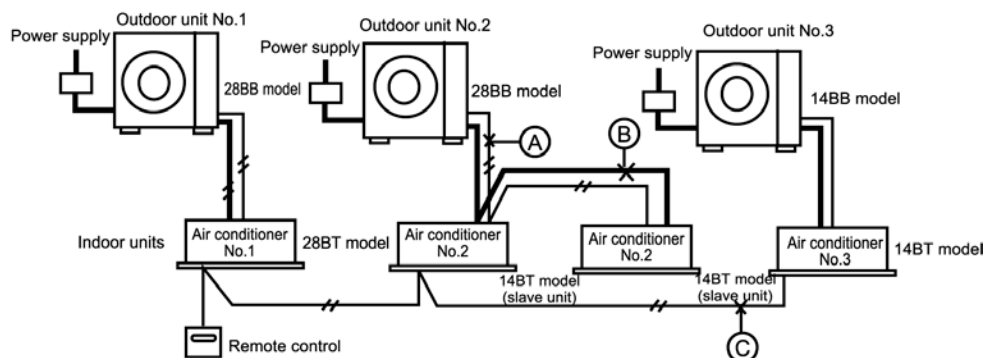 Outdoor unit No.1
Power supply
28BB model
Outdoor unit No.2
Power supply
28BB model
A
B
Outdoor unit No.3
Power supply
14BB model
Indoor units
Air conditioner
No.1
28BT model
Air conditioner
No.2
14BT model
(slave unit)
Air conditioner
No.2
14BT model
(slave unit)
Air conditioner
No.3
14BT model
C
Remote control